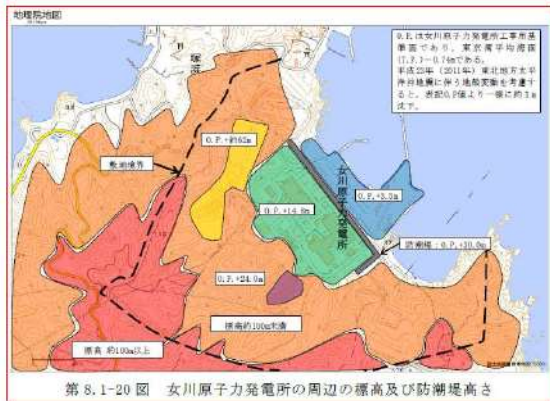 地理院地図
O.P.は女川原子力発電所工事用基
準面であり、東京湾平均海面
(T.P.)-0.74mである。
平成23年(2011年)東北地方太平
洋沖地震に伴う地殻変動を考慮す
ると、表記O.P.値より一様に約1m
沈下。
塚浜
O.P.+約62m
敷地境界
女川原子力発電所
O.P.+3.5m
O.P.+14.8m
防潮堤:O.P.+30.0m
O.P.+24.0m
標高約100m未満
標高 約100m以上
第8.1-20図 女川原子力発電所の周辺の標高及び防潮堤高さ